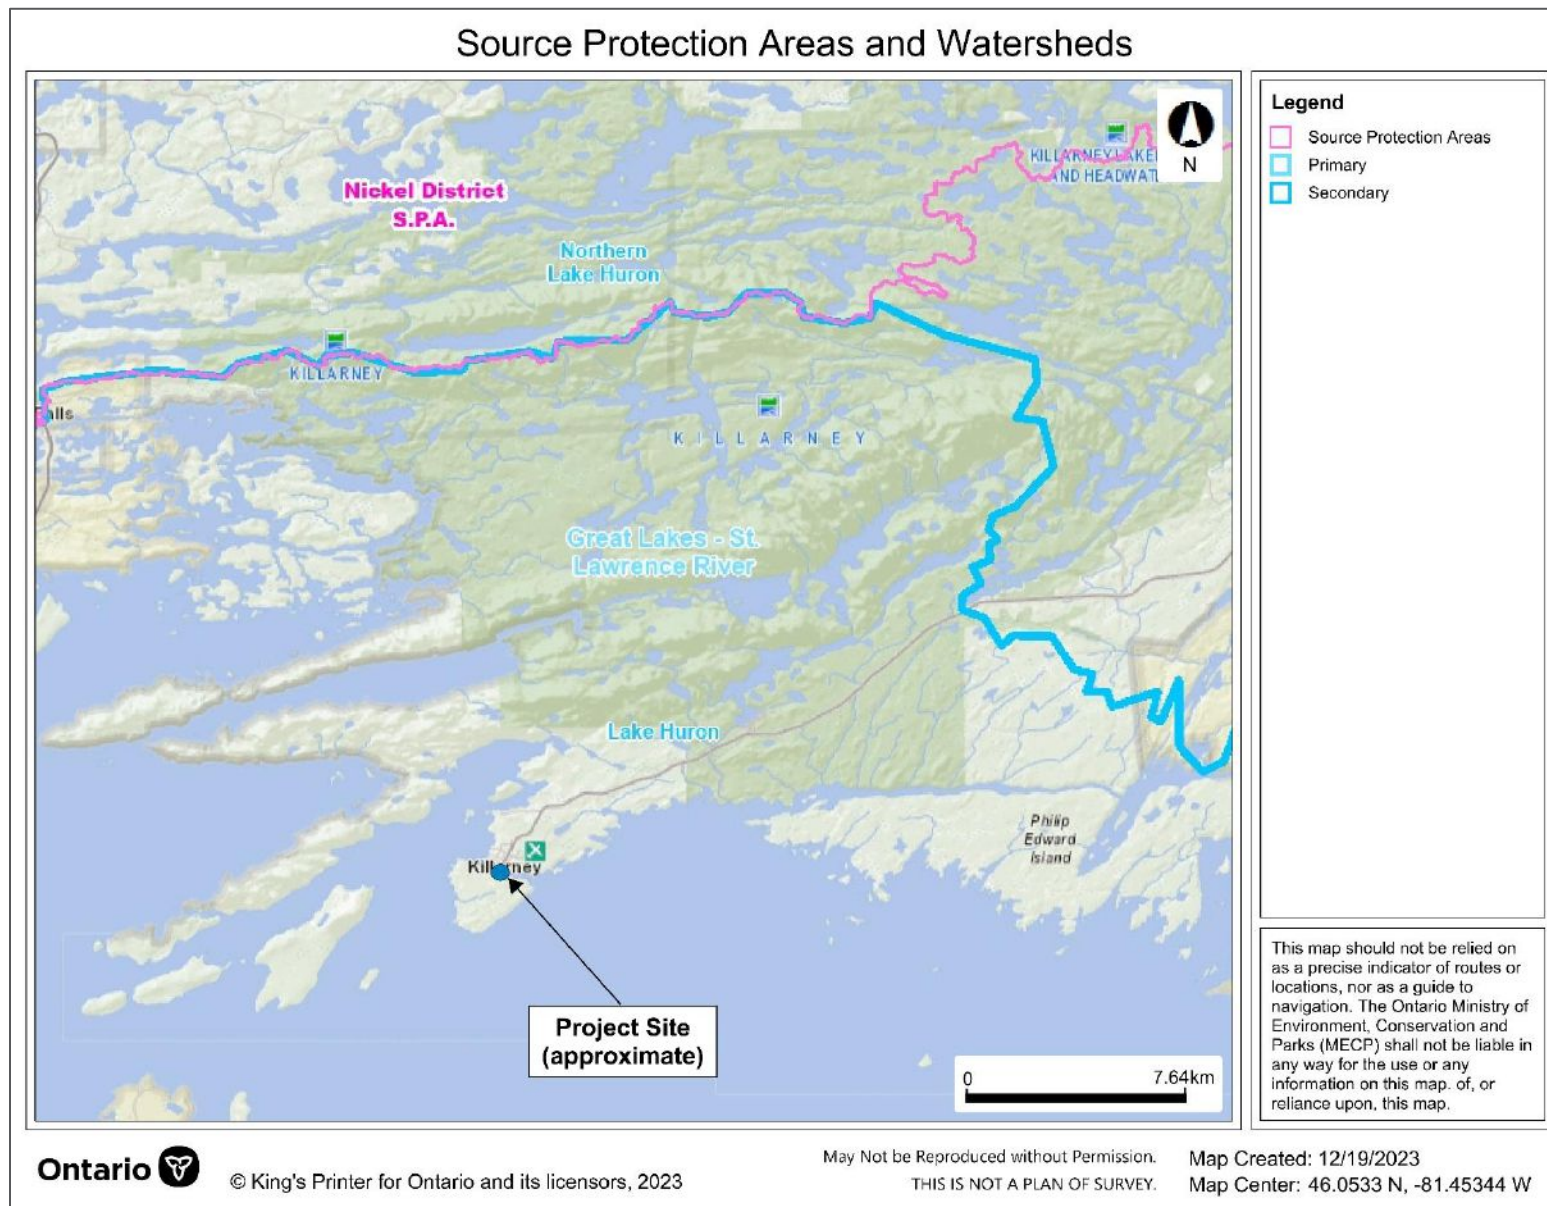 Source Protection Areas and Watersheds
Legend
Source Protection Areas
Primary
Secondary
N
KILLARNEY LAKE
AND HEADWAT
Nickel District
S.P.A.
Northern
Lake Huron
KILLARNEY
alls
KILLARNEY
Great Lakes - St.
Lawrence River
Lake Huron
Philip
Edward
Island
Killarney
Project Site
(approximate)
0 7.64km
This map should not be relied on
as a precise indicator of routes or
locations, nor as a guide to
navigation. The Ontario Ministry of
Environment, Conservation and
Parks (MECP) shall not be liable in
any way for the use or any
information on this map. of, or
reliance upon, this map.
Ontario
© King's Printer for Ontario and its licensors, 2023
May Not be Reproduced without Permission.
THIS IS NOT A PLAN OF SURVEY.
Map Created: 12/19/2023
Map Center: 46.0533 N, -81.45344 W